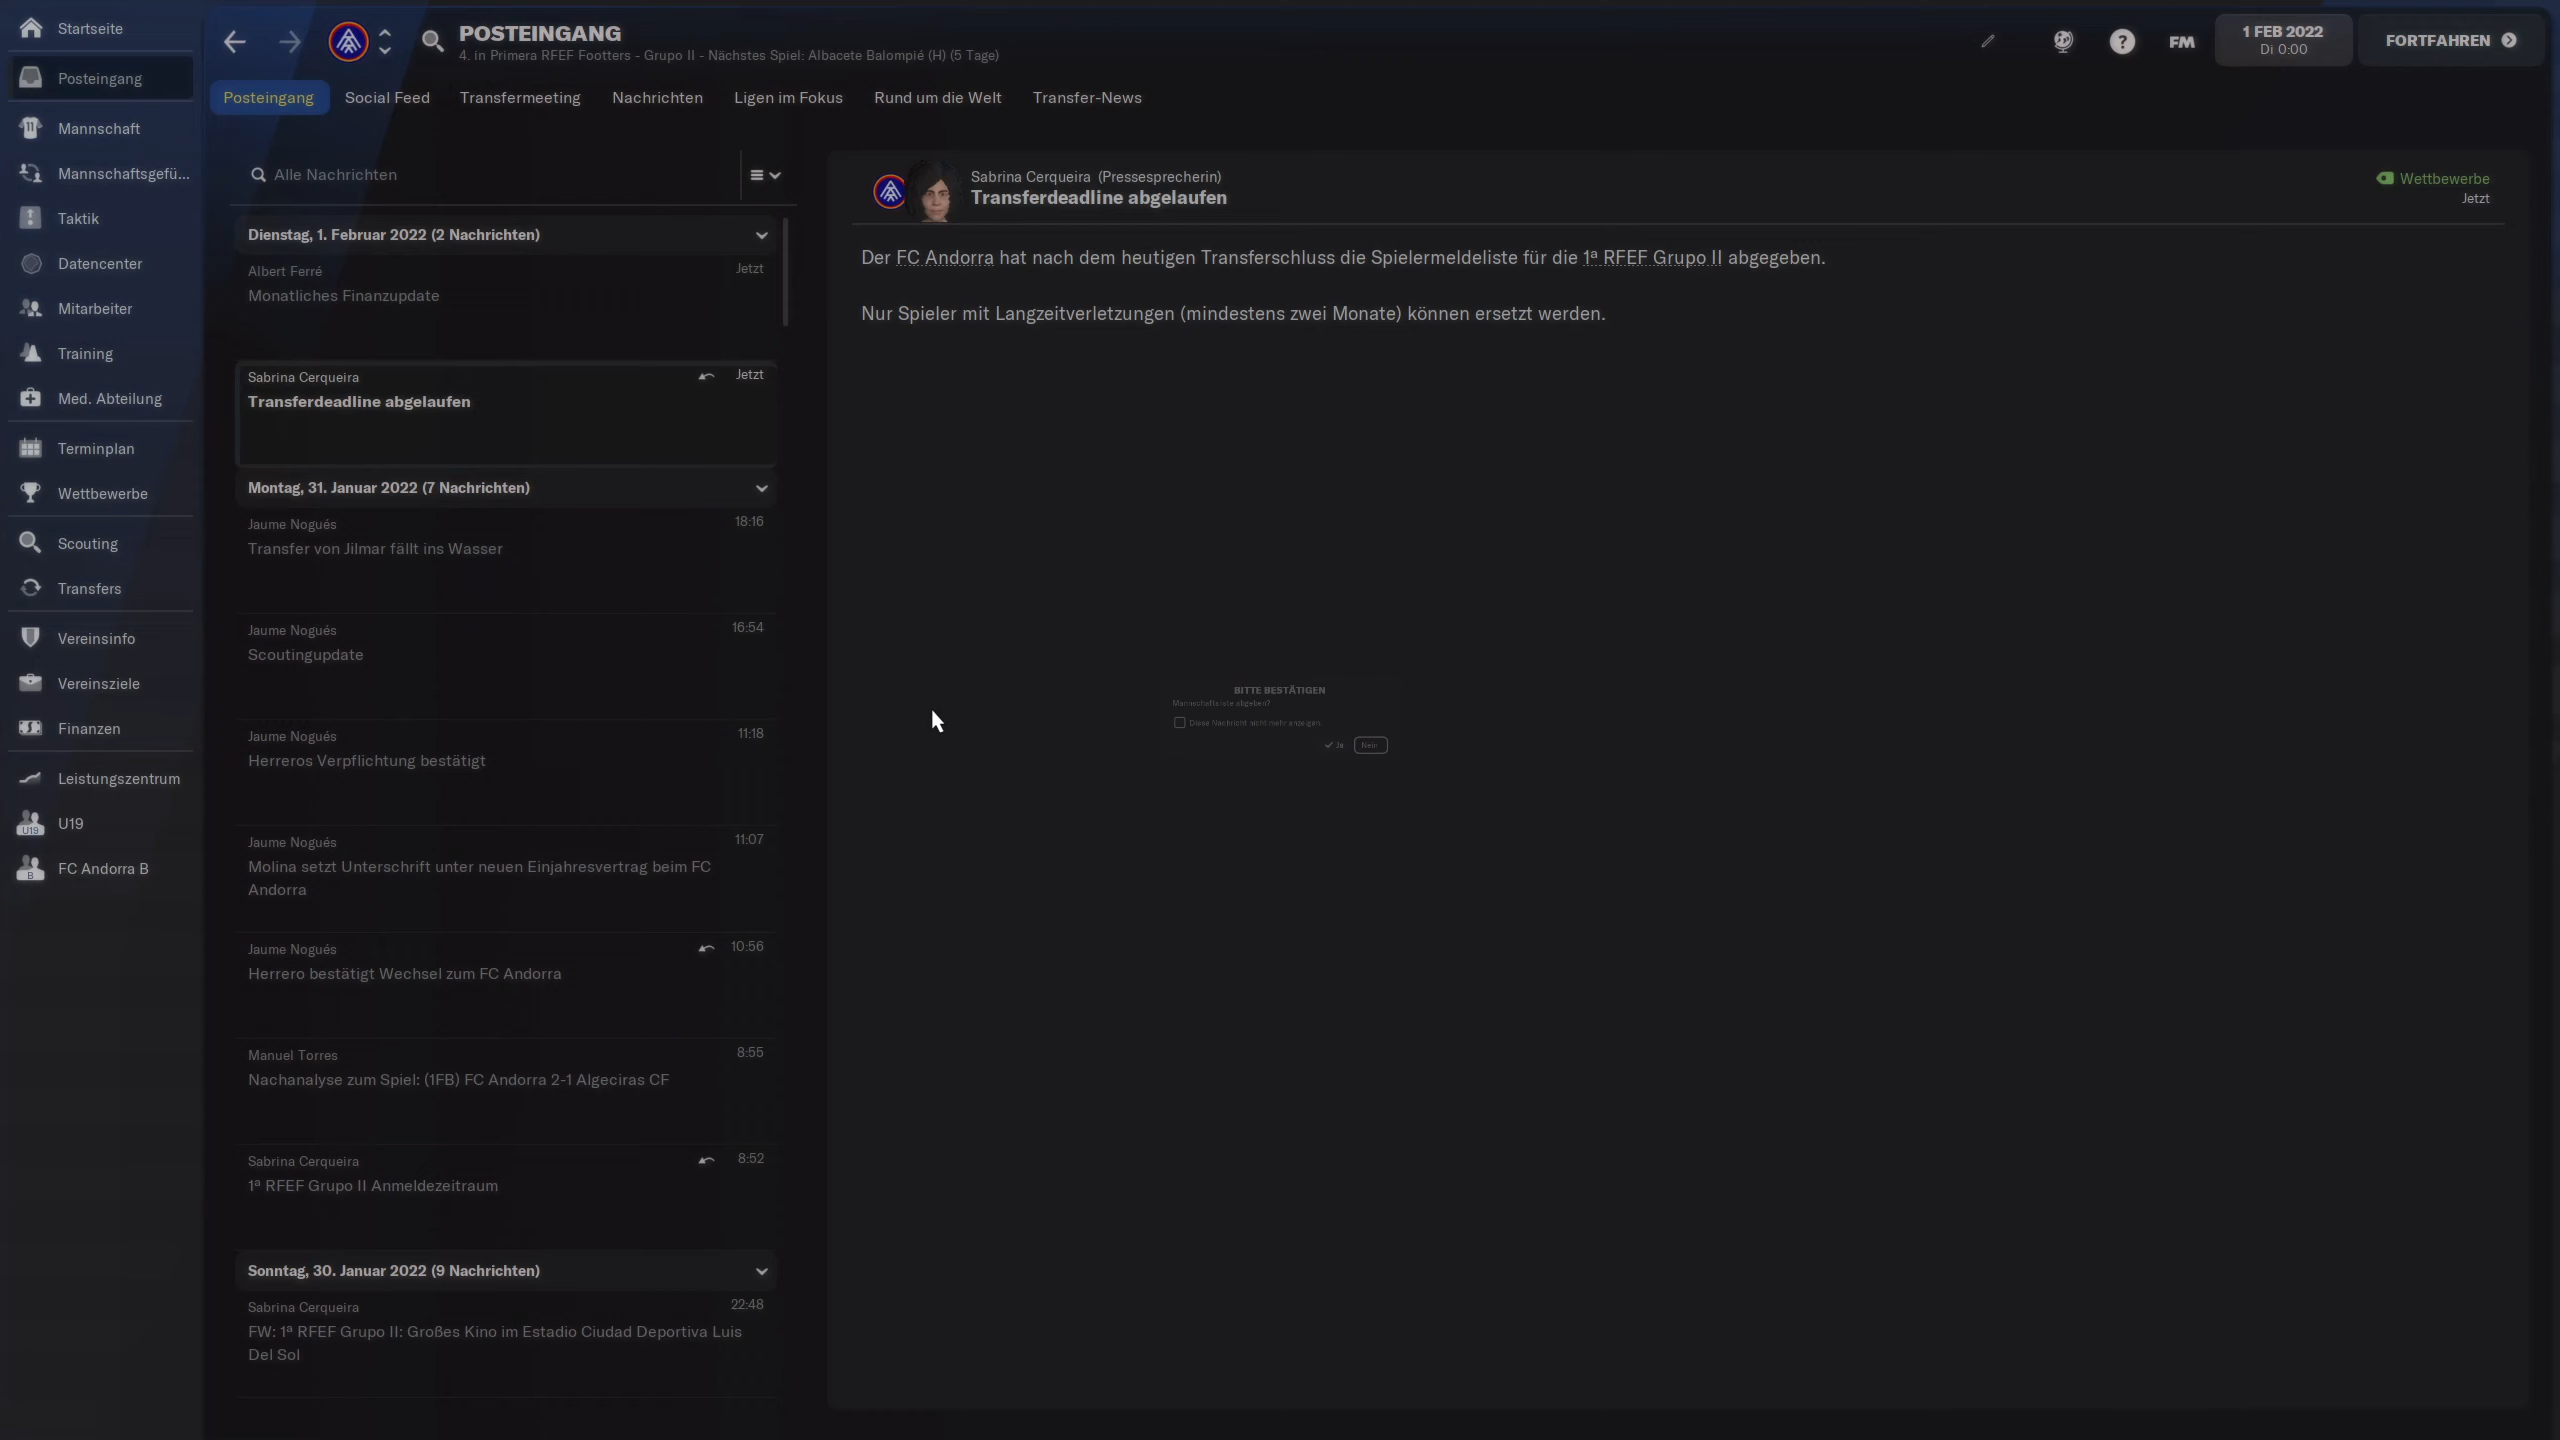 Startseite
Posteingang
Mannschaft
Mannschaftsgefü...
Taktik
Datencenter
Mitarbeiter
Training
Med. Abteilung
Terminplan
Wettbewerbe
Scouting
Transfers
Vereinsinfo
Vereinsziele
Finanzen
Leistungszentrum
U19
U19
B
FC Andorra B
POSTEINGANG
4. in Primera RFEF Footters - Grupo II - Nächstes Spiel: Albacete Balompié (H) (5 Tage)
FM
1 FEB 2022
Di 0:00
FORTFAHREN
Posteingang Social Feed Transfermeeting Nachrichten Ligen im Fokus Rund um die Welt Transfer-News
Alle Nachrichten
Dienstag, 1. Februar 2022 (2 Nachrichten)
Albert Ferré Jetzt
Monatliches Finanzupdate
Sabrina Cerqueira Jetzt
Transferdeadline abgelaufen
Montag, 31. Januar 2022 (7 Nachrichten)
Jaume Nogués 18:16
Transfer von Jilmar fällt ins Wasser
Jaume Nogués 16:54
Scoutingupdate
Jaume Nogués 11:18
Herreros Verpflichtung bestätigt
Jaume Nogués 11:07
Molina setzt Unterschrift unter neuen Einjahresvertrag beim FC
Andorra
Jaume Nogués 10:56
Herrero bestätigt Wechsel zum FC Andorra
Manuel Torres 8:55
Nachanalyse zum Spiel: (1FB) FC Andorra 2-1 Algeciras CF
Sabrina Cerqueira 8:52
1ª RFEF Grupo II Anmeldezeitraum
Sonntag, 30. Januar 2022 (9 Nachrichten)
Sabrina Cerqueira 22:48
FW: 1ª RFEF Grupo II: Großes Kino im Estadio Ciudad Deportiva Luis
Del Sol
Sabrina Cerqueira (Pressesprecherin)
Transferdeadline abgelaufen
Wettbewerbe
Jetzt
Der FC Andorra hat nach dem heutigen Transferschluss die Spielermeldeliste für die 1ª RFEF Grupo II abgegeben.
Nur Spieler mit Langzeitverletzungen (mindestens zwei Monate) können ersetzt werden.
BITTE BESTÄTIGEN
Mannschaftsliste abgeben?
Diese Nachricht nicht mehr anzeigen.
Ja Nein